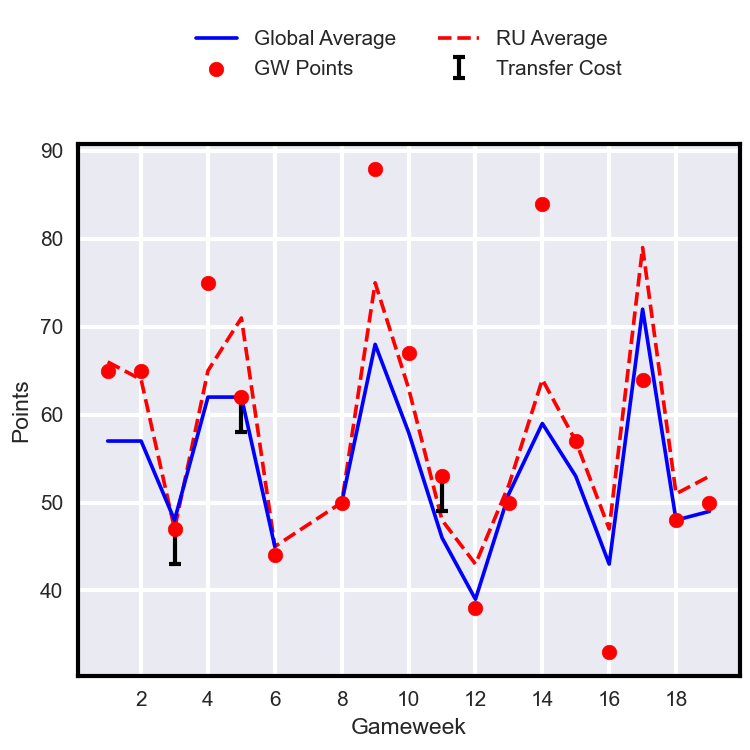 Global Average
RU Average
GW Points
Transfer Cost
90
80
70
60
50
40
Points
2 4 6 8 10 12 14 16 18
Gameweek